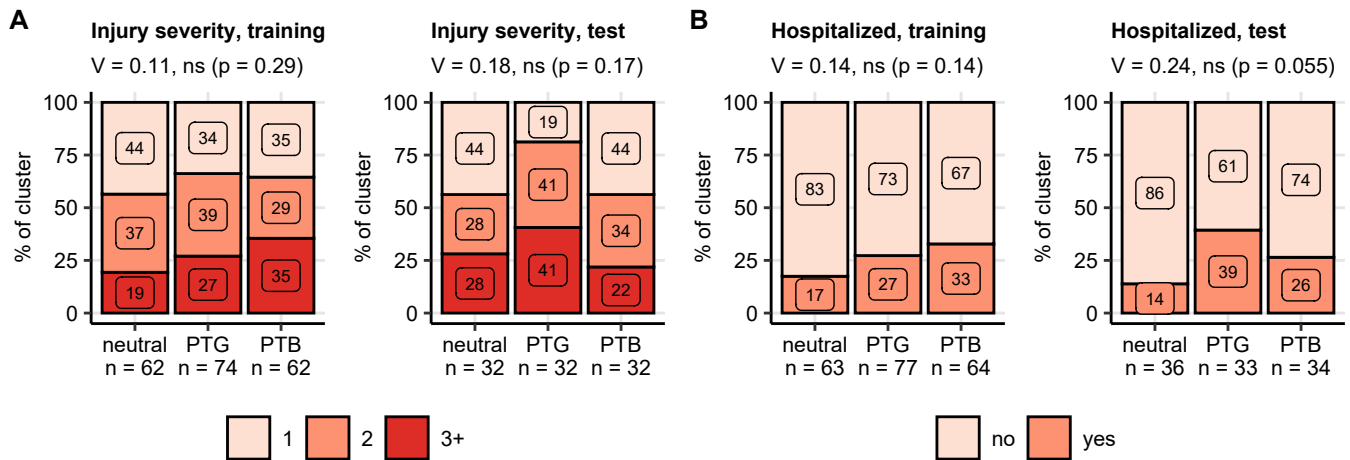 A
Injury severity, training
V = 0.11, ns (p = 0.29)
% of cluster
100
75
50
25
0
44
37
19
34
39
27
35
29
35
neutral
n = 62
PTG
n = 74
PTB
n = 62
Injury severity, test
V = 0.18, ns (p = 0.17)
% of cluster
100
75
50
25
0
44
28
28
19
41
41
44
34
22
neutral
n = 32
PTG
n = 32
PTB
n = 32
1
2
3+
B
Hospitalized, training
V = 0.14, ns (p = 0.14)
% of cluster
100
75
50
25
0
83
17
73
27
67
33
neutral
n = 63
PTG
n = 77
PTB
n = 64
Hospitalized, test
V = 0.24, ns (p = 0.055)
% of cluster
100
75
50
25
0
86
14
61
39
74
26
neutral
n = 36
PTG
n = 33
PTB
n = 34
no
yes